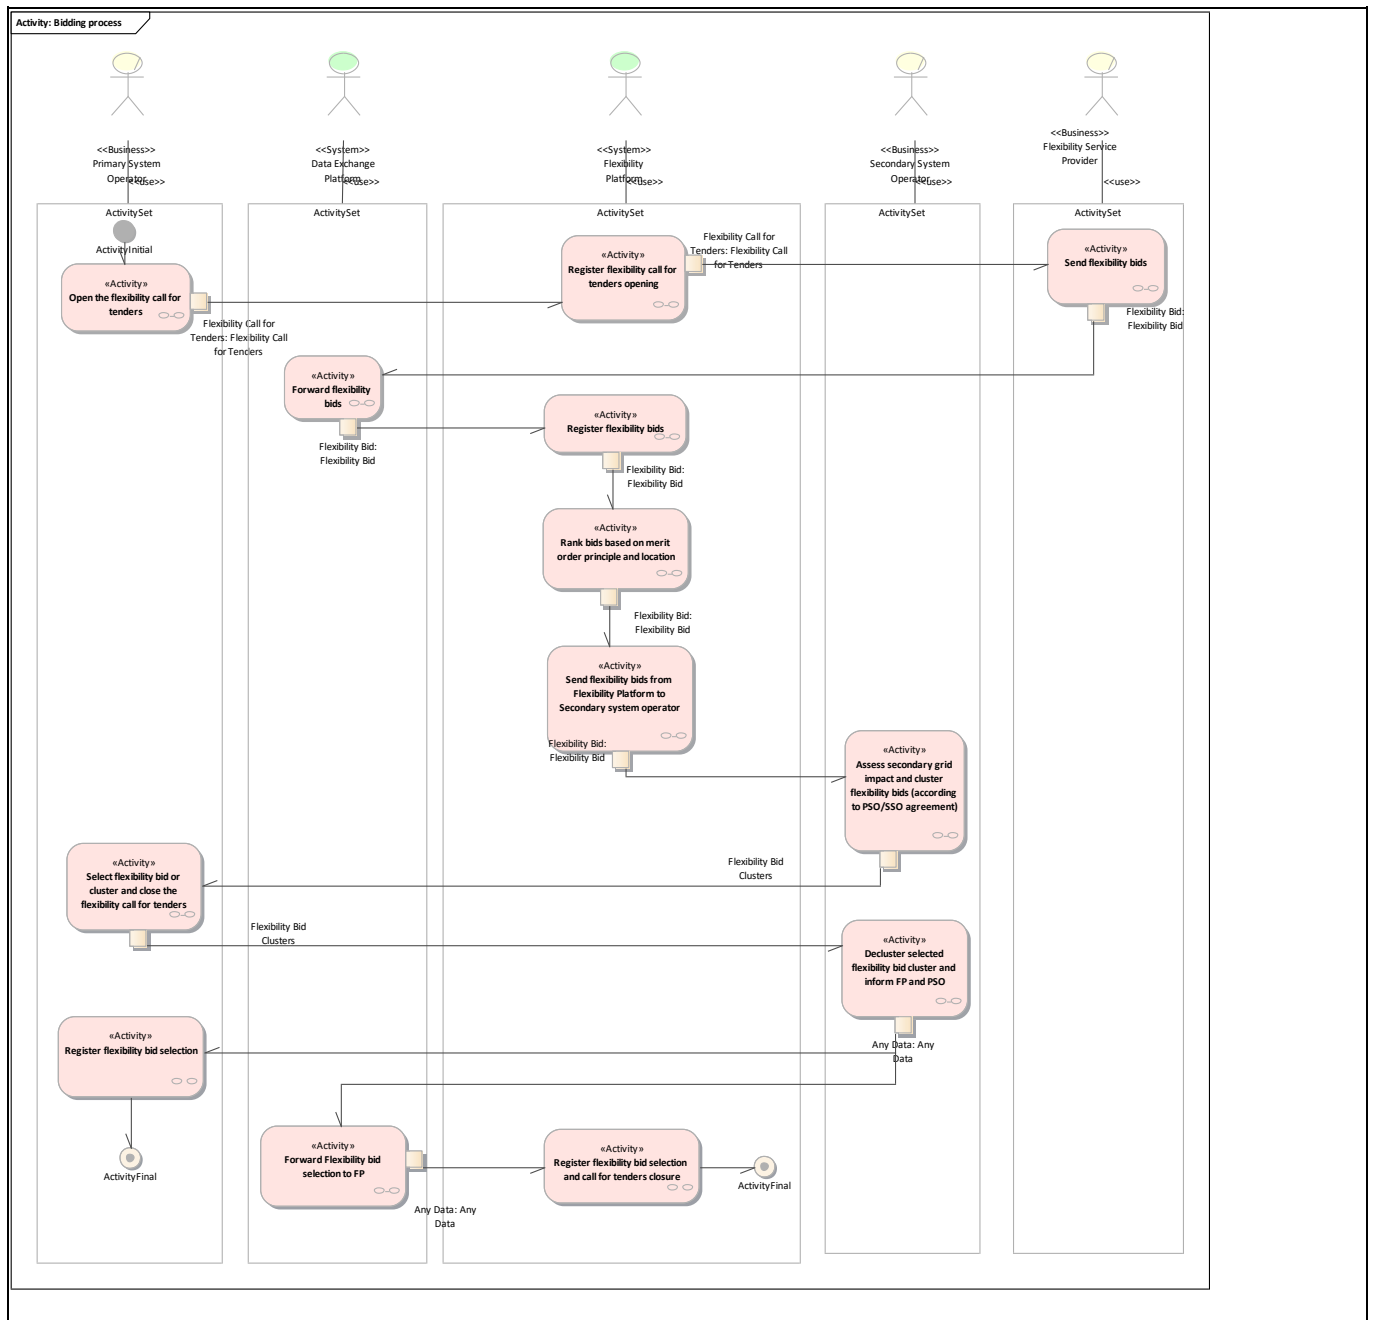 Activity: Bidding process
<<Business>>
Primary System
Operator
<<use>>
<<System>>
Data Exchange
Platform
<<use>>
<<System>>
Flexibility
Platform
<<use>>
<<Business>>
Secondary System
Operator
<<use>>
<<Business>>
Flexibility Service
Provider
<<use>>
ActivitySet
ActivitySet
ActivitySet
ActivitySet
ActivitySet
ActivityInitial
«Activity»
Open the flexibility call for
tenders
Flexibility Call for
Tenders: Flexibility Call
for Tenders
«Activity»
Register flexibility call for
tenders opening
Flexibility Call for
Tenders: Flexibility Call
for Tenders
«Activity»
Send flexibility bids
Flexibility Bid:
Flexibility Bid
«Activity»
Forward flexibility
bids
Flexibility Bid:
Flexibility Bid
«Activity»
Register flexibility bids
Flexibility Bid:
Flexibility Bid
«Activity»
Rank bids based on merit
order principle and location
Flexibility Bid:
Flexibility Bid
«Activity»
Send flexibility bids from
Flexibility Platform to
Secondary system operator
Flexibility Bid:
Flexibility Bid
«Activity»
Assess secondary grid
impact and cluster
flexibility bids (according
to PSO/SSO agreement)
Flexibility Bid
Clusters
«Activity»
Select flexibility bid or
cluster and close the
flexibility call for tenders
Flexibility Bid
Clusters
«Activity»
Decluster selected
flexibility bid cluster and
inform FP and PSO
Any Data: Any
Data
«Activity»
Register flexibility bid selection
ActivityFinal
«Activity»
Forward Flexibility bid
selection to FP
Any Data: Any
Data
«Activity»
Register flexibility bid selection
and call for tenders closure
ActivityFinal